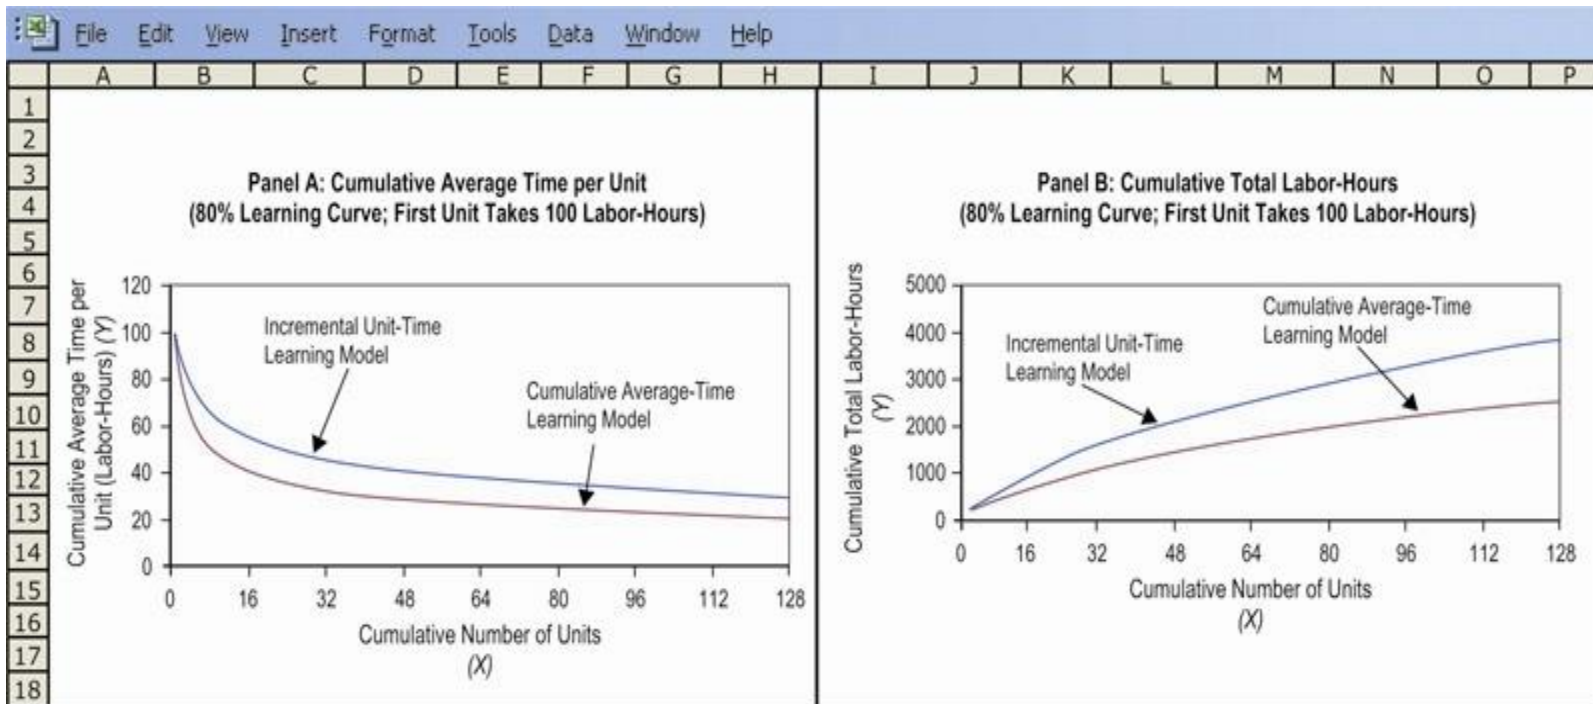 File Edit View Insert Format Tools Data Window Help
A B C D E F G H I J K L M N O P
1
2
3
4
5
6
7
8
9
10
11
12
13
14
15
16
17
18
Panel A: Cumulative Average Time per Unit
(80% Learning Curve; First Unit Takes 100 Labor-Hours)
Cumulative Average Time per
Unit (Labor-Hours) (Y)
120
100
80
60
40
20
0
Incremental Unit-Time
Learning Model
Cumulative Average-Time
Learning Model
0 16 32 48 64 80 96 112 128
Cumulative Number of Units
(X)
Panel B: Cumulative Total Labor-Hours
(80% Learning Curve; First Unit Takes 100 Labor-Hours)
Cumulative Total Labor-Hours
(Y)
5000
4000
3000
2000
1000
0
Incremental Unit-Time
Learning Model
Cumulative Average-Time
Learning Model
0 16 32 48 64 80 96 112 128
Cumulative Number of Units
(X)